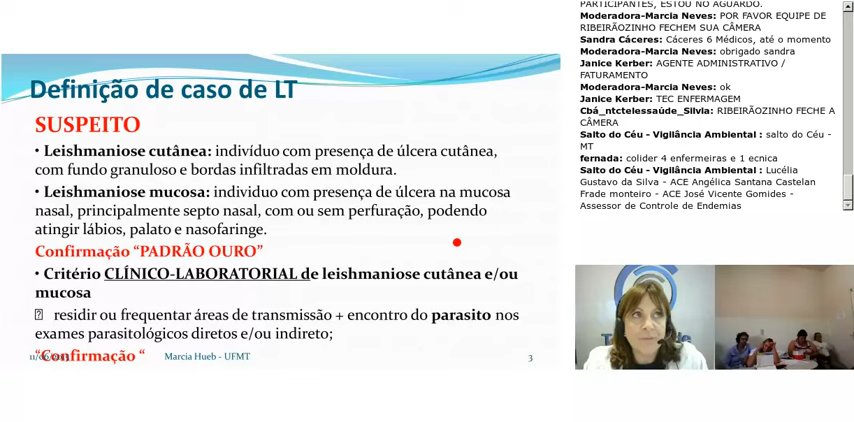 Definição de caso de LT
SUSPEITO
• Leishmaniose cutânea: indivíduo com presença de úlcera cutânea,
com fundo granuloso e bordas infiltradas em moldura.
• Leishmaniose mucosa: individuo com presença de úlcera na mucosa
nasal, principalmente septo nasal, com ou sem perfuração, podendo
atingir lábios, palato e nasofaringe.
Confirmação “PADRÃO OURO”
• Critério CLÍNICO-LABORATORIAL de leishmaniose cutânea e/ou
mucosa
residir ou frequentar áreas de transmissão + encontro do parasito nos
exames parasitológicos diretos e/ou indireto;
“Confirmação “
Marcia Hueb - UFMT
3
PARTICIPANTES, ESTOU NO AGUARDO.
Moderadora-Marcia Neves: POR FAVOR EQUIPE DE
RIBEIRÃOZINHO FECHEM SUA CÂMERA
Sandra Cáceres: Cáceres 6 Médicos, até o momento
Moderadora-Marcia Neves: obrigado sandra
Janice Kerber: AGENTE ADMINISTRATIVO /
FATURAMENTO
Moderadora-Marcia Neves: ok
Janice Kerber: TEC ENFERMAGEM
Cbá_ntctelessaúde_Silvia: RIBEIRÃOZINHO FECHE A
CÂMERA
Salto do Céu - Vigilância Ambiental : salto do Céu -
MT
fernada: colider 4 enfermeiras e 1 ecnica
Salto do Céu - Vigilância Ambiental : Lucélia
Gustavo da Silva - ACE Angélica Santana Castelan
Frade monteiro - ACE José Vicente Gomides -
Assessor de Controle de Endemias